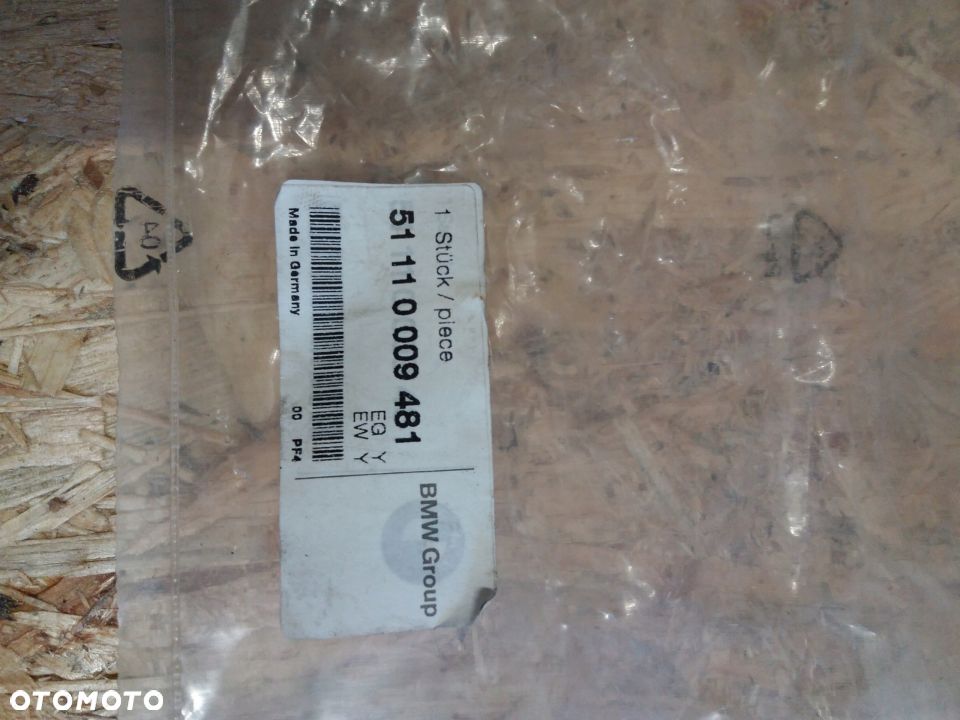 1 Stück / piece
51 11 0 009 481
EG Y
EW Y
Made in Germany
00 PF4
BMW Group
OTOMOTO